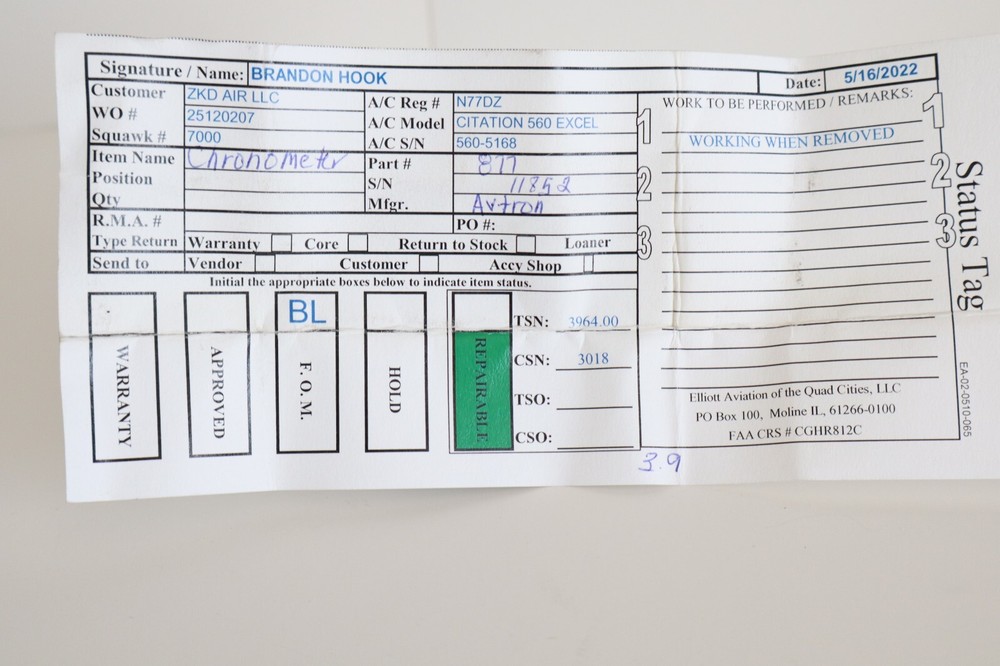 Signature / Name: BRANDON HOOK Date: 5/16/2022
Customer ZKD AIR LLC A/C Reg # N77DZ
WO # 25120207 A/C Model CITATION 560 EXCEL
Squawk # 7000 A/C S/N 560-5168
Item Name Chronometer Part # 877
Position S/N 11852
Qty Mfgr. Avtron
R.M.A. # PO #:
Type Return Warranty Core Return to Stock Loaner
Send to Vendor Customer Accy Shop
Initial the appropriate boxes below to indicate item status.
WARRANTY
APPROVED
BL
F. O. M.
HOLD
REPAIRABLE
TSN: 3964.00
CSN: 3018
TSO:
CSO:
1
2
3
WORK TO BE PERFORMED / REMARKS:
WORKING WHEN REMOVED
1
2
3
Elliott Aviation of the Quad Cities, LLC
PO Box 100, Moline IL, 61266-0100
FAA CRS # CGHR812C
Status Tag
EA-02-0510-065
3.9